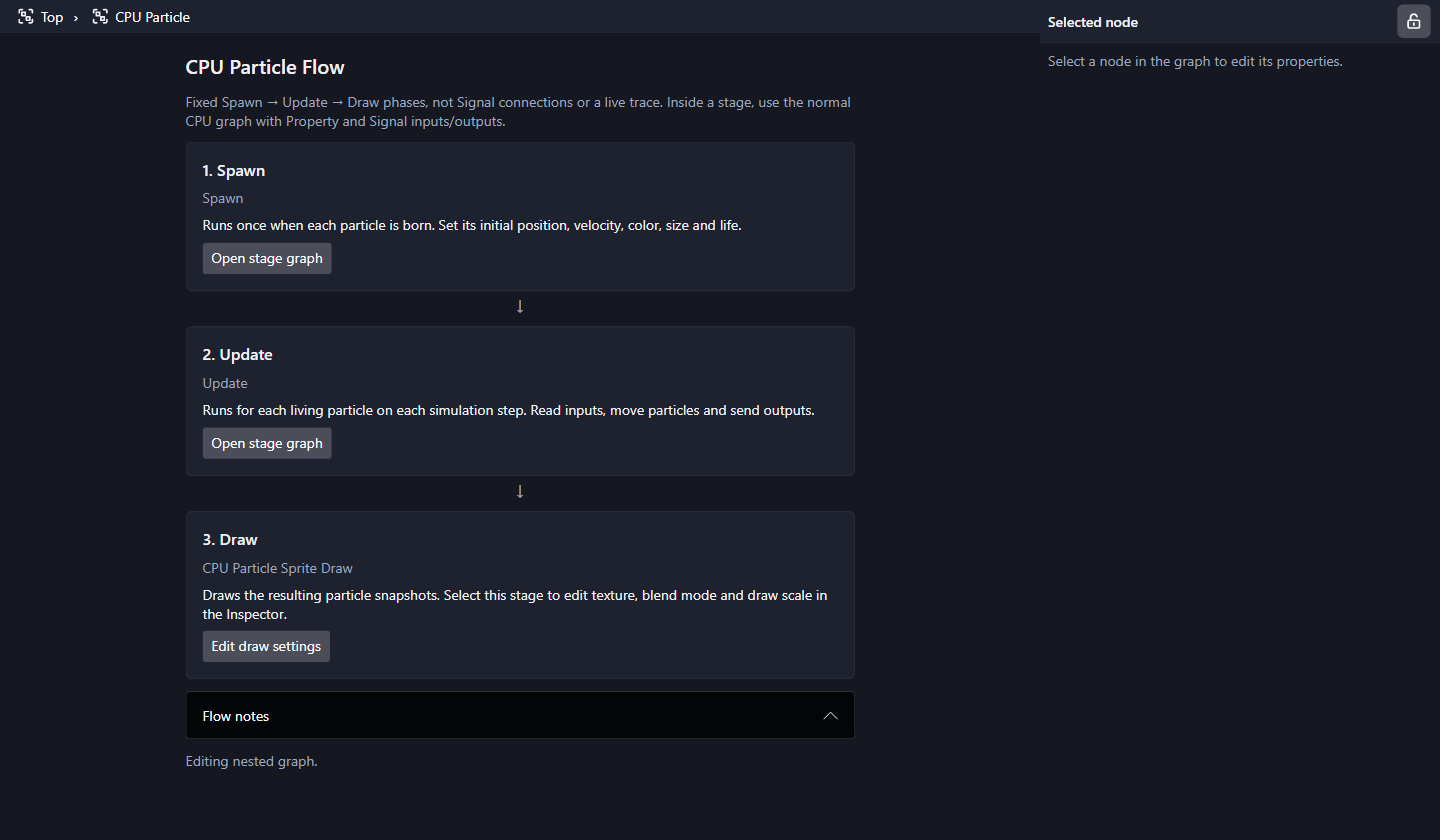 Top › CPU Particle
Selected node
Select a node in the graph to edit its properties.
CPU Particle Flow
Fixed Spawn → Update → Draw phases, not Signal connections or a live trace. Inside a stage, use the normal
CPU graph with Property and Signal inputs/outputs.
1. Spawn
Spawn
Runs once when each particle is born. Set its initial position, velocity, color, size and life.
Open stage graph
↓
2. Update
Update
Runs for each living particle on each simulation step. Read inputs, move particles and send outputs.
Open stage graph
↓
3. Draw
CPU Particle Sprite Draw
Draws the resulting particle snapshots. Select this stage to edit texture, blend mode and draw scale in
the Inspector.
Edit draw settings
Flow notes
Editing nested graph.